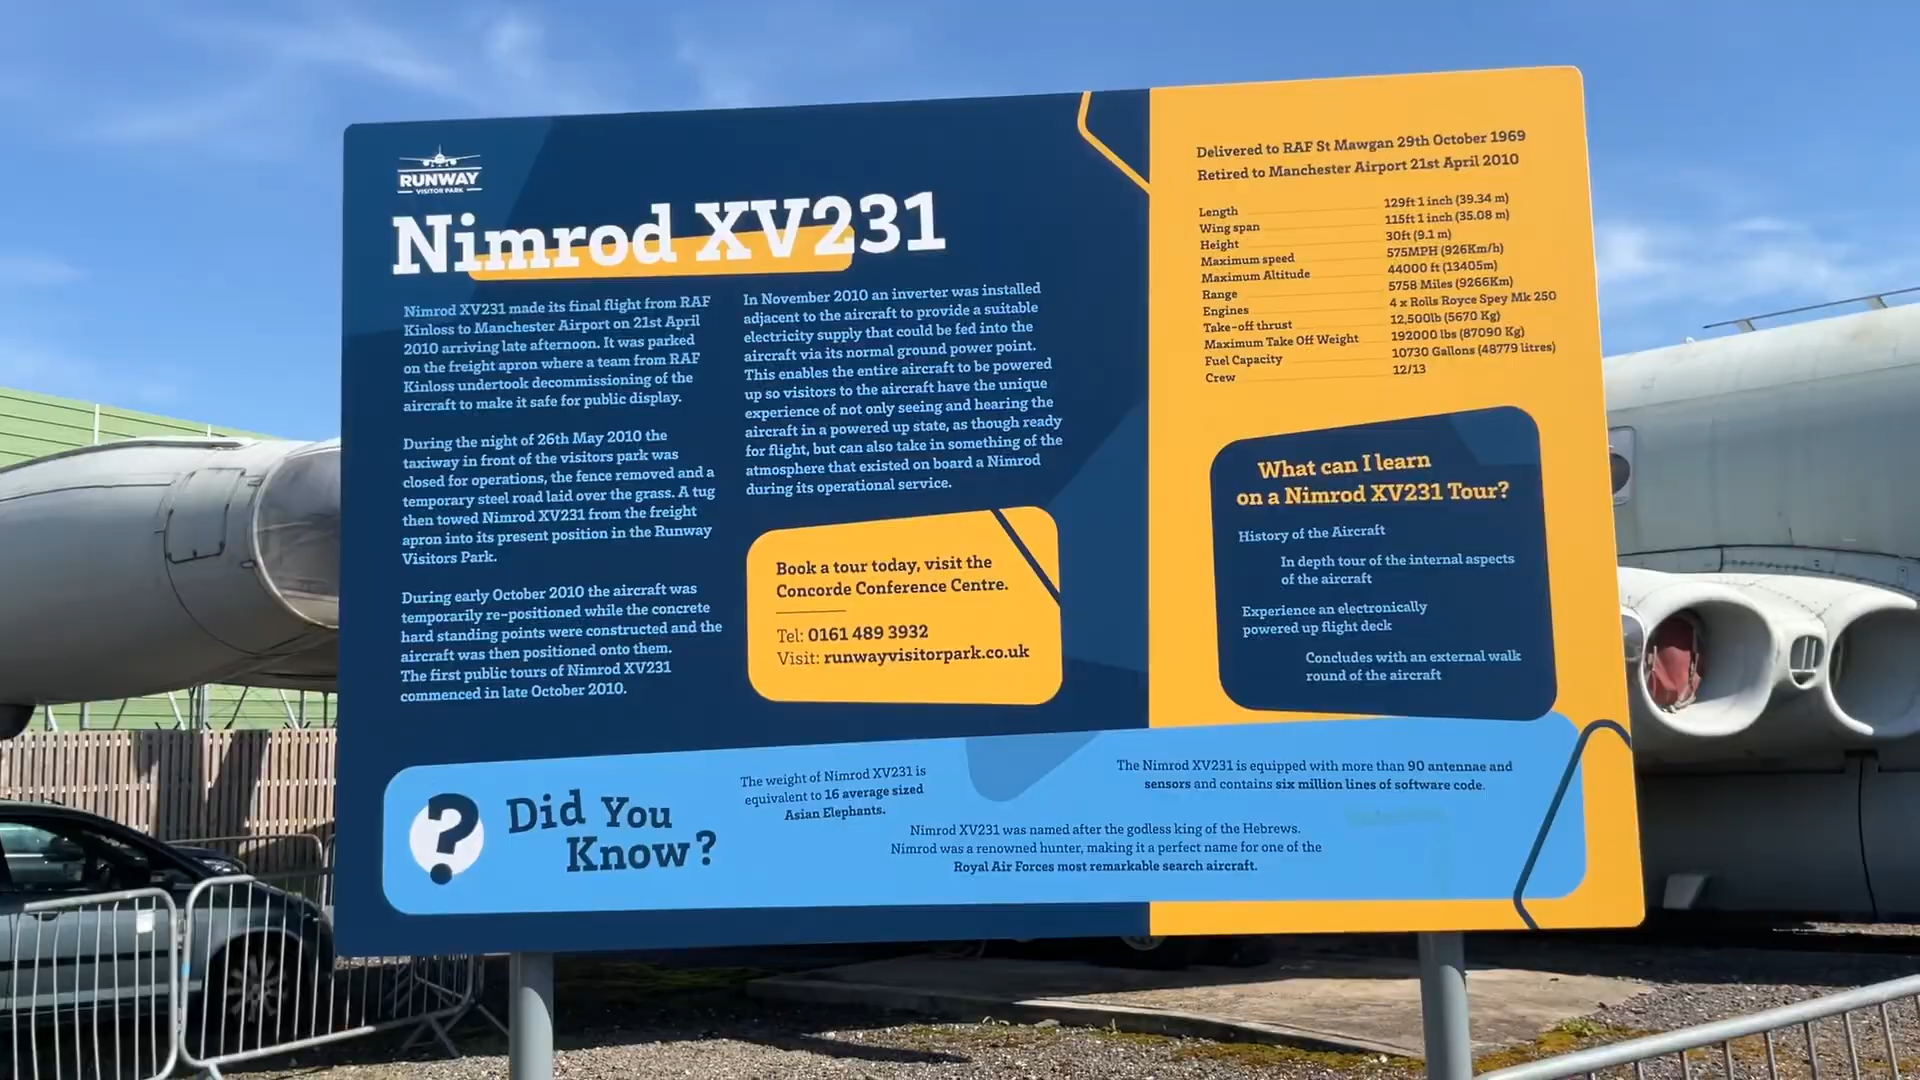 RUNWAY
VISITOR PARK
Nimrod XV231
Nimrod XV231 made its final flight from RAF
Kinloss to Manchester Airport on 21st April
2010 arriving late afternoon. It was parked
on the freight apron where a team from RAF
Kinloss undertook decommissioning of the
aircraft to make it safe for public display.
During the night of 26th May 2010 the
taxiway in front of the visitors park was
closed for operations, the fence removed and a
temporary steel road laid over the grass. A tug
then towed Nimrod XV231 from the freight
apron into its present position in the Runway
Visitors Park.
During early October 2010 the aircraft was
temporarily re-positioned while the concrete
hard standing points were constructed and the
aircraft was then positioned onto them.
The first public tours of Nimrod XV231
commenced in late October 2010.
In November 2010 an inverter was installed
adjacent to the aircraft to provide a suitable
electricity supply that could be fed into the
aircraft via its normal ground power point.
This enables the entire aircraft to be powered
up so visitors to the aircraft have the unique
experience of not only seeing and hearing the
aircraft in a powered up state, as though ready
for flight, but can also take in something of the
atmosphere that existed on board a Nimrod
during its operational service.
Book a tour today, visit the
Concorde Conference Centre.
Tel: 0161 489 3932
Visit: runwayvisitorpark.co.uk
Delivered to RAF St Mawgan 29th October 1969
Retired to Manchester Airport 21st April 2010
Length 129ft 1 inch (39.34 m)
Wing span 115ft 1 inch (35.08 m)
Height 30ft (9.1 m)
Maximum speed 575MPH (926Km/h)
Maximum Altitude 44000 ft (13405m)
Range 5758 Miles (9266Km)
Engines 4 x Rolls Royce Spey Mk 250
Take-off thrust 12,500lb (5670 Kg)
Maximum Take Off Weight 192000 lbs (87090 Kg)
Fuel Capacity 10730 Gallons (48779 litres)
Crew 12/13
What can I learn
on a Nimrod XV231 Tour?
History of the Aircraft
In depth tour of the internal aspects
of the aircraft
Experience an electronically
powered up flight deck
Concludes with an external walk
round of the aircraft
?
Did You
Know?
The weight of Nimrod XV231 is
equivalent to 16 average sized
Asian Elephants.
The Nimrod XV231 is equipped with more than 90 antennae and
sensors and contains six million lines of software code.
Nimrod XV231 was named after the godless king of the Hebrews.
Nimrod was a renowned hunter, making it a perfect name for one of the
Royal Air Forces most remarkable search aircraft.